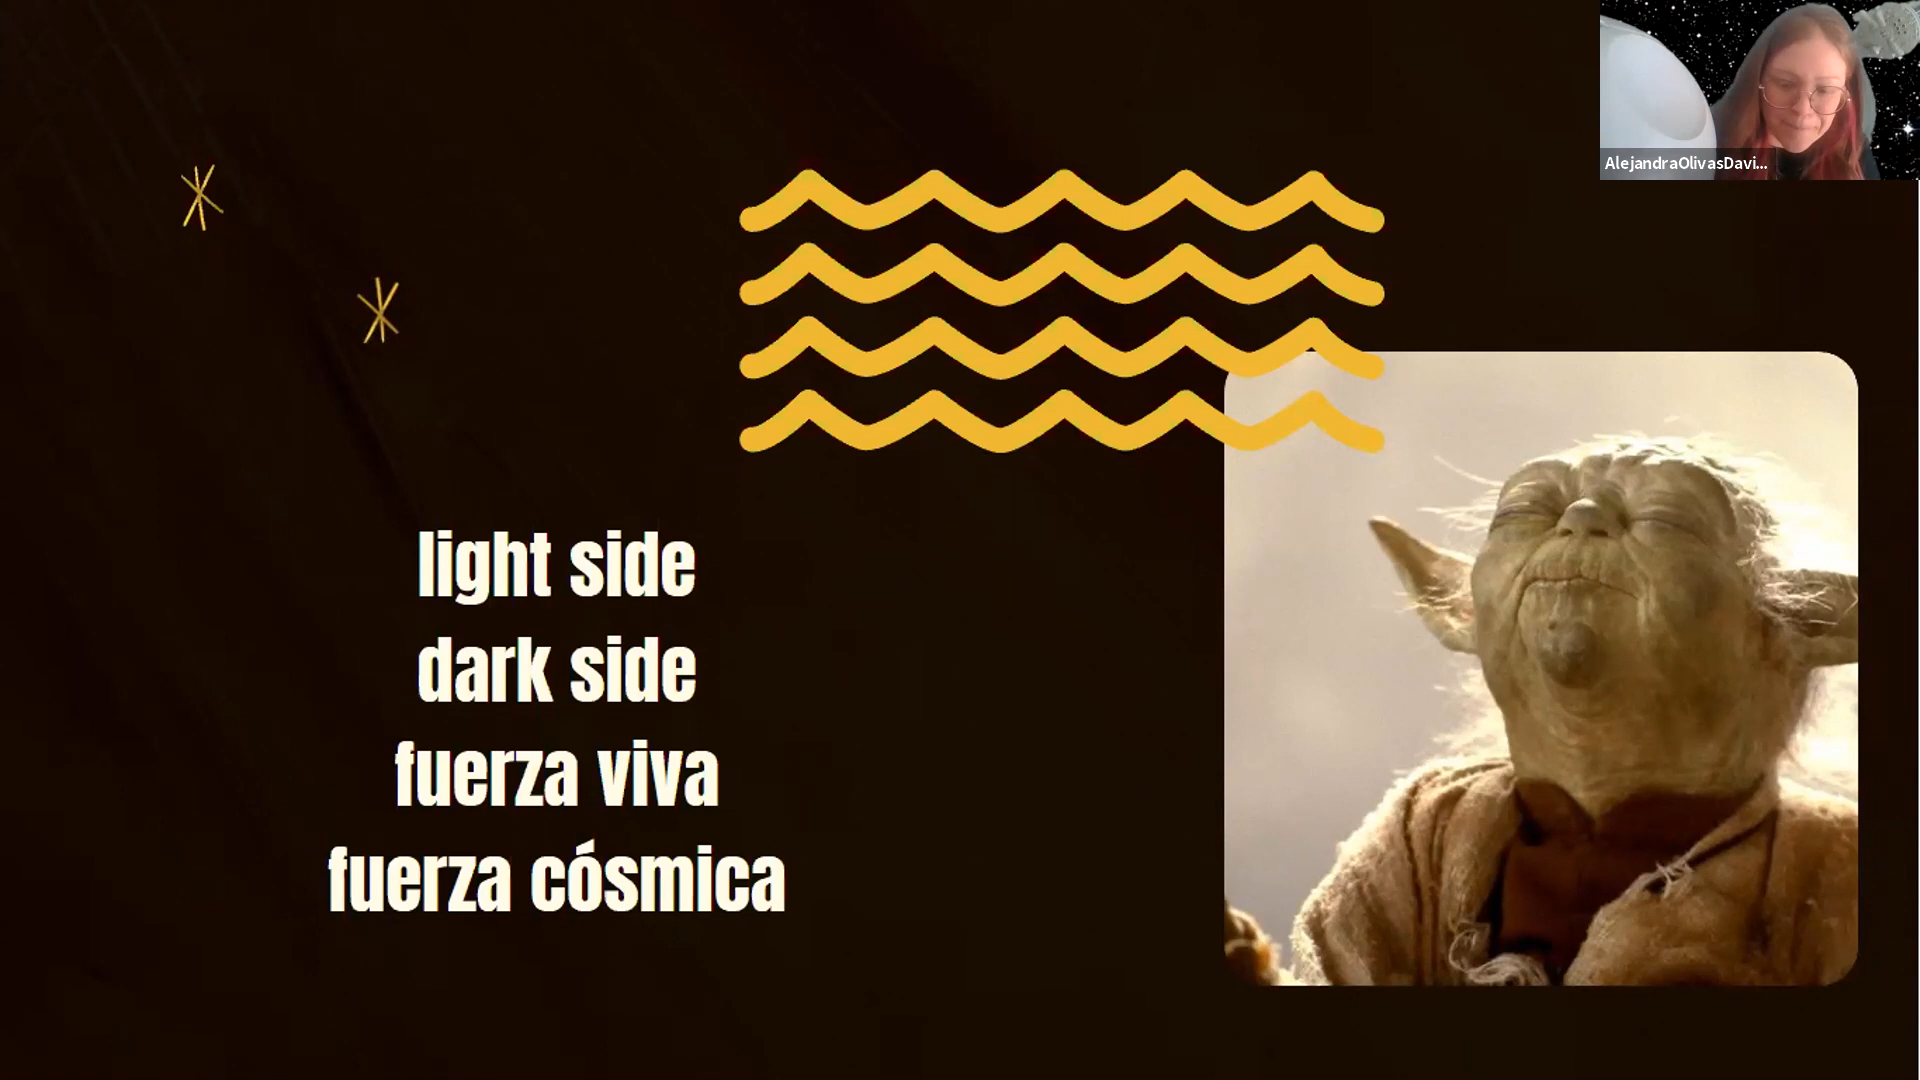 AlejandraOlivasDavi...
light side
dark side
fuerza viva
fuerza cósmica